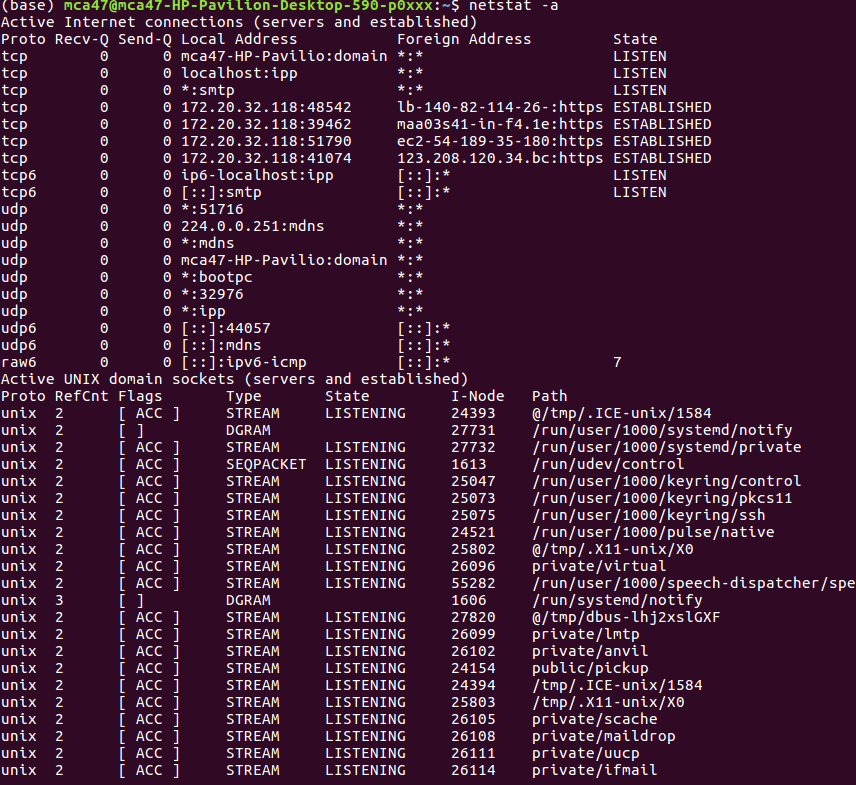 (base) mca47@mca47-HP-Pavilion-Desktop-590-p0xxx:~$ netstat -a
Active Internet connections (servers and established)
Proto Recv-Q Send-Q Local Address           Foreign Address         State
tcp        0      0 mca47-HP-Pavilio:domain *:*                     LISTEN
tcp        0      0 localhost:ipp           *:*                     LISTEN
tcp        0      0 *:smtp                  *:*                     LISTEN
tcp        0      0 172.20.32.118:48542     lb-140-82-114-26-:https ESTABLISHED
tcp        0      0 172.20.32.118:39462     maa03s41-in-f4.1e:https ESTABLISHED
tcp        0      0 172.20.32.118:51790     ec2-54-189-35-180:https ESTABLISHED
tcp        0      0 172.20.32.118:41074     123.208.120.34.bc:https ESTABLISHED
tcp6       0      0 ip6-localhost:ipp       [::]:*                  LISTEN
tcp6       0      0 [::]:smtp               [::]:*                  LISTEN
udp        0      0 *:51716                 *:*
udp        0      0 224.0.0.251:mdns        *:*
udp        0      0 *:mdns                  *:*
udp        0      0 mca47-HP-Pavilio:domain *:*
udp        0      0 *:bootpc                *:*
udp        0      0 *:32976                 *:*
udp        0      0 *:ipp                   *:*
udp6       0      0 [::]:44057              [::]:*
udp6       0      0 [::]:mdns               [::]:*
raw6       0      0 [::]:ipv6-icmp          [::]:*                  7
Active UNIX domain sockets (servers and established)
Proto RefCnt Flags       Type       State         I-Node   Path
unix  2      [ ACC ]     STREAM     LISTENING     24393    @/tmp/.ICE-unix/1584
unix  2      [ ]         DGRAM                    27731    /run/user/1000/systemd/notify
unix  2      [ ACC ]     STREAM     LISTENING     27732    /run/user/1000/systemd/private
unix  2      [ ACC ]     SEQPACKET  LISTENING     1613     /run/udev/control
unix  2      [ ACC ]     STREAM     LISTENING     25047    /run/user/1000/keyring/control
unix  2      [ ACC ]     STREAM     LISTENING     25073    /run/user/1000/keyring/pkcs11
unix  2      [ ACC ]     STREAM     LISTENING     25075    /run/user/1000/keyring/ssh
unix  2      [ ACC ]     STREAM     LISTENING     24521    /run/user/1000/pulse/native
unix  2      [ ACC ]     STREAM     LISTENING     25802    @/tmp/.X11-unix/X0
unix  2      [ ACC ]     STREAM     LISTENING     26096    private/virtual
unix  2      [ ACC ]     STREAM     LISTENING     55282    /run/user/1000/speech-dispatcher/spe
unix  3      [ ]         DGRAM                    1606     /run/systemd/notify
unix  2      [ ACC ]     STREAM     LISTENING     27820    @/tmp/dbus-lhj2xslGXF
unix  2      [ ACC ]     STREAM     LISTENING     26099    private/lmtp
unix  2      [ ACC ]     STREAM     LISTENING     26102    private/anvil
unix  2      [ ACC ]     STREAM     LISTENING     24154    public/pickup
unix  2      [ ACC ]     STREAM     LISTENING     24394    /tmp/.ICE-unix/1584
unix  2      [ ACC ]     STREAM     LISTENING     25803    /tmp/.X11-unix/X0
unix  2      [ ACC ]     STREAM     LISTENING     26105    private/scache
unix  2      [ ACC ]     STREAM     LISTENING     26108    private/maildrop
unix  2      [ ACC ]     STREAM     LISTENING     26111    private/uucp
unix  2      [ ACC ]     STREAM     LISTENING     26114    private/ifmail